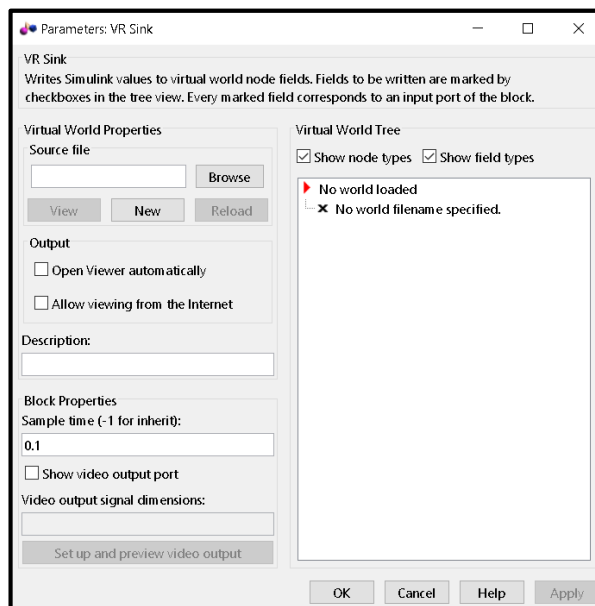 Parameters: VR Sink
VR Sink
Writes Simulink values to virtual world node fields. Fields to be written are marked by
checkboxes in the tree view. Every marked field corresponds to an input port of the block.
Virtual World Properties
Source file
Browse
View New Reload
Output
Open Viewer automatically
Allow viewing from the Internet
Description:
Block Properties
Sample time (-1 for inherit):
0.1
Show video output port
Video output signal dimensions:
Set up and preview video output
Virtual World Tree
Show node types Show field types
No world loaded
No world filename specified.
OK Cancel Help Apply